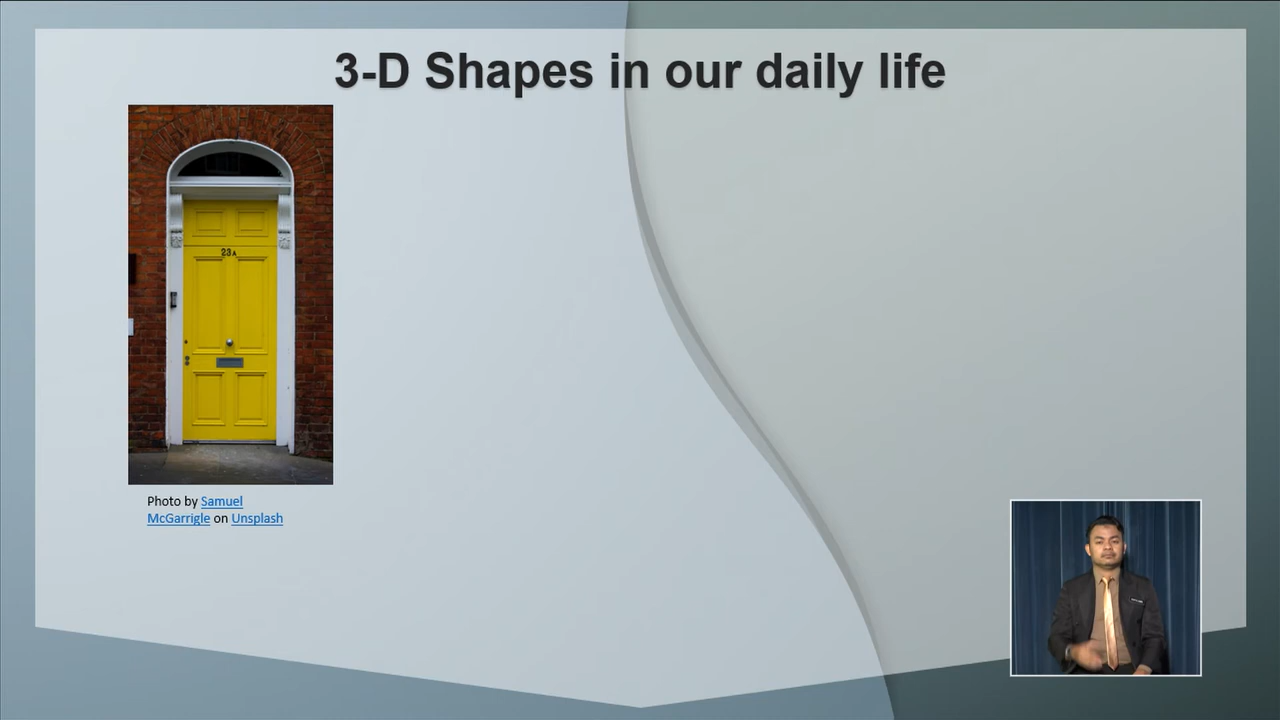 3-D Shapes in our daily life
23A
Photo by Samuel
McGarrigle on Unsplash